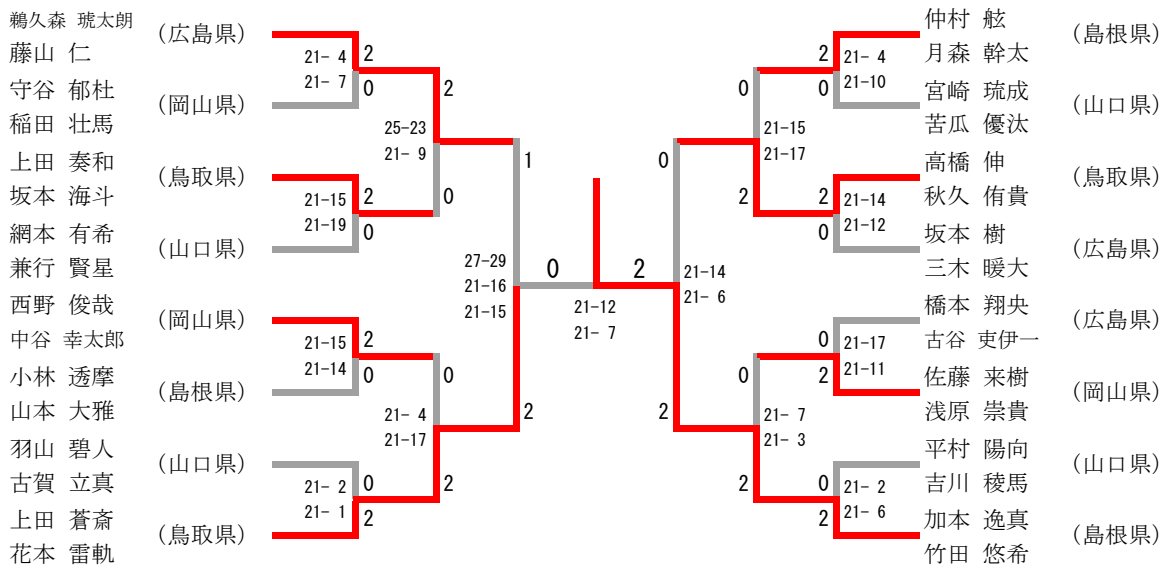 鵜久森 琥太朗
藤山 仁
(広島県)
守谷 郁杜
稲田 壮馬
(岡山県)
上田 奏和
坂本 海斗
(鳥取県)
網本 有希
兼行 賢星
(山口県)
西野 俊哉
中谷 幸太郎
(岡山県)
小林 透摩
山本 大雅
(島根県)
羽山 碧人
古賀 立真
(山口県)
上田 蒼斎
花本 雷軌
(鳥取県)
2
21- 4
21- 7
0
2
21-15
21-19
0
2
21-15
21-14
0
0
21- 2
21- 1
2
2
25-23
21- 9
0
0
21- 4
21-17
2
1
27-29
21-16
21-15
2
0
2
21-12
21- 7
0
21-14
21- 6
2
0
21-15
21-17
2
0
21- 7
21- 3
2
2
21- 4
21-10
0
2
21-14
21-12
0
0
21-17
21-11
2
0
21- 2
21- 6
2
仲村 舷
月森 幹太
(島根県)
宮崎 琉成
苦瓜 優汰
(山口県)
高橋 伸
秋久 侑貴
(鳥取県)
坂本 樹
三木 暖大
(広島県)
橋本 翔央
古谷 吏伊一
(広島県)
佐藤 来樹
浅原 崇貴
(岡山県)
平村 陽向
吉川 稜馬
(山口県)
加本 逸真
竹田 悠希
(島根県)